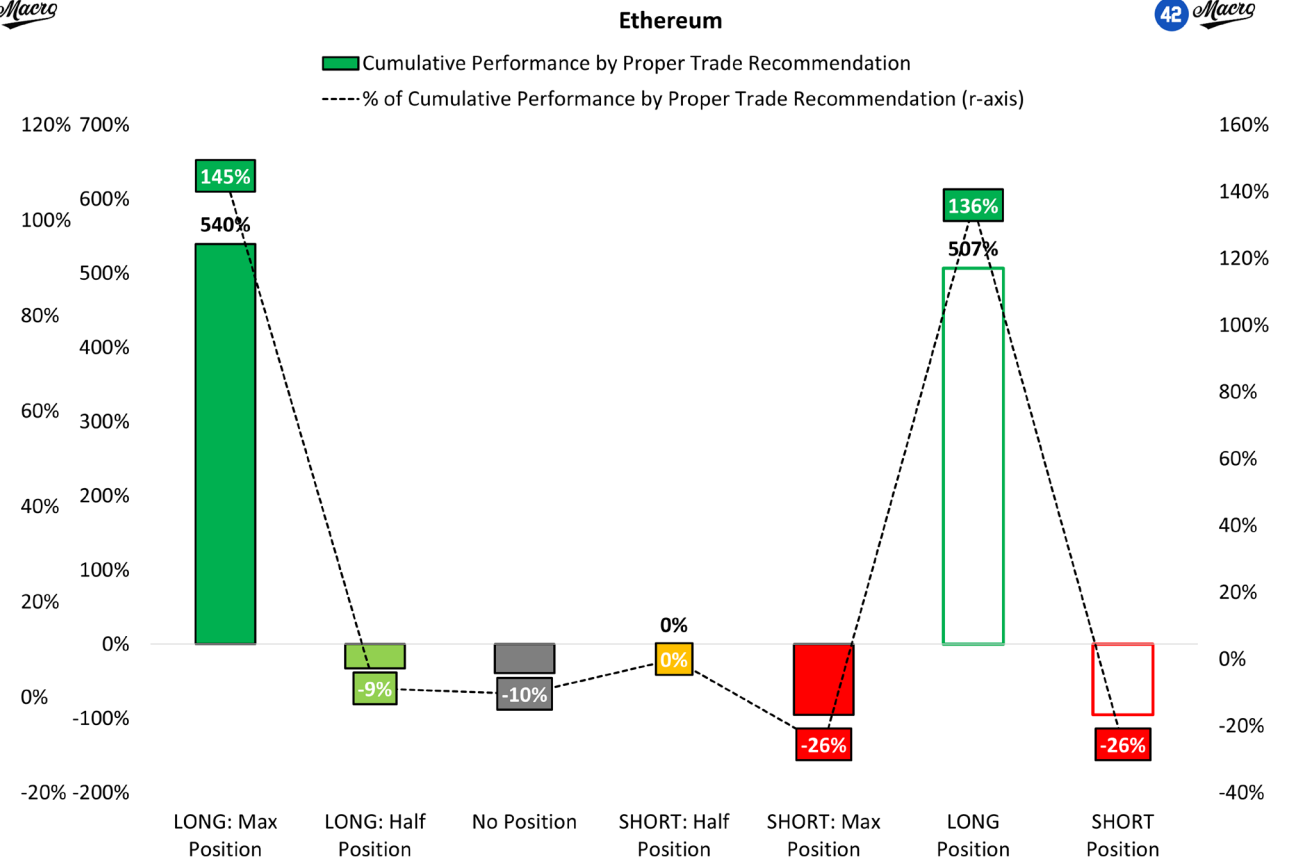 Macro
Ethereum
42 Macro
Cumulative Performance by Proper Trade Recommendation
% of Cumulative Performance by Proper Trade Recommendation (r-axis)
120% 700% 160%
145%
600% 136% 140%
100% 540%
507% 120%
500%
80% 100%
400%
60% 80%
300%
60%
200%
40% 40%
100%
20% 20%
0%
0% 0% 0%
-9% -10%
0%
-100% -20%
-26% -26%
-20% -200% -40%
LONG: Max LONG: Half No Position SHORT: Half SHORT: Max LONG SHORT
Position Position Position Position Position Position